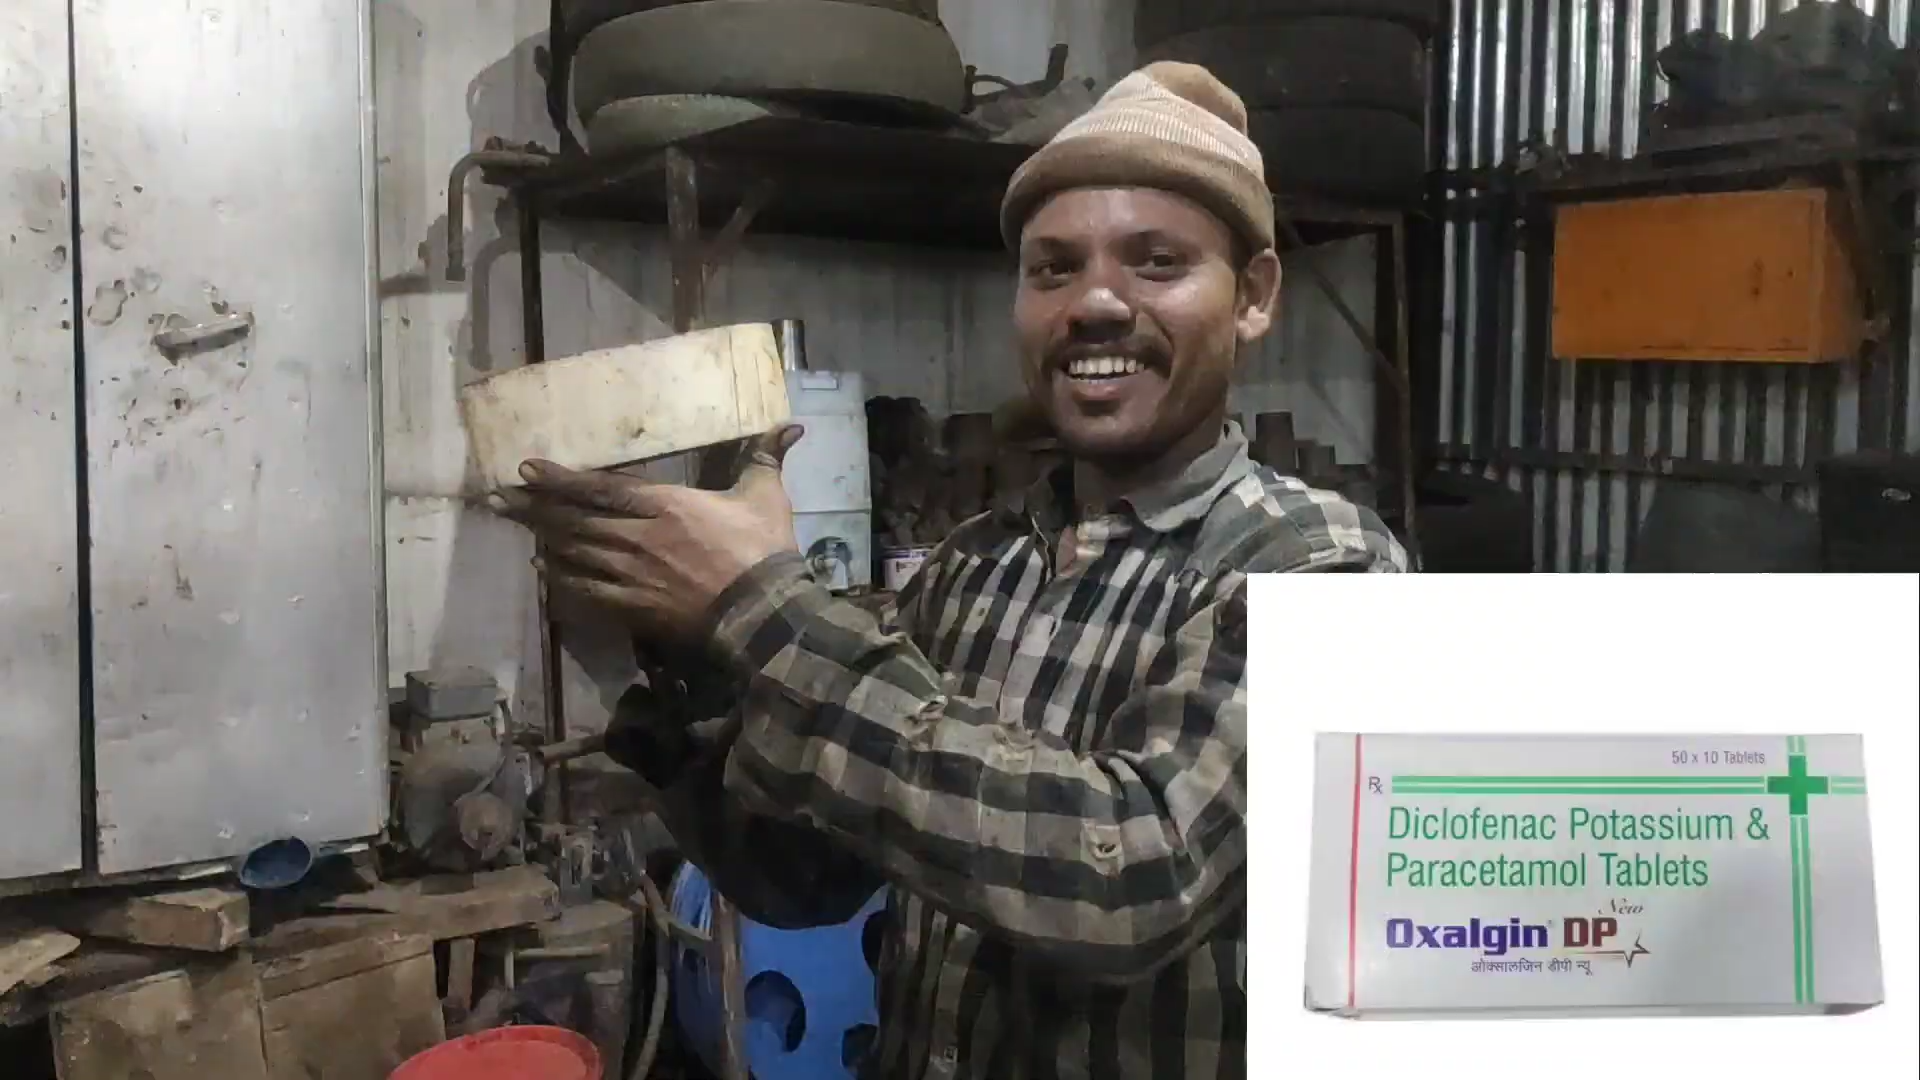 50 x 10 Tablets
Rx
Diclofenac Potassium &
Paracetamol Tablets
Oxalgin® DP New
ओक्सालजिन डीपी न्यू